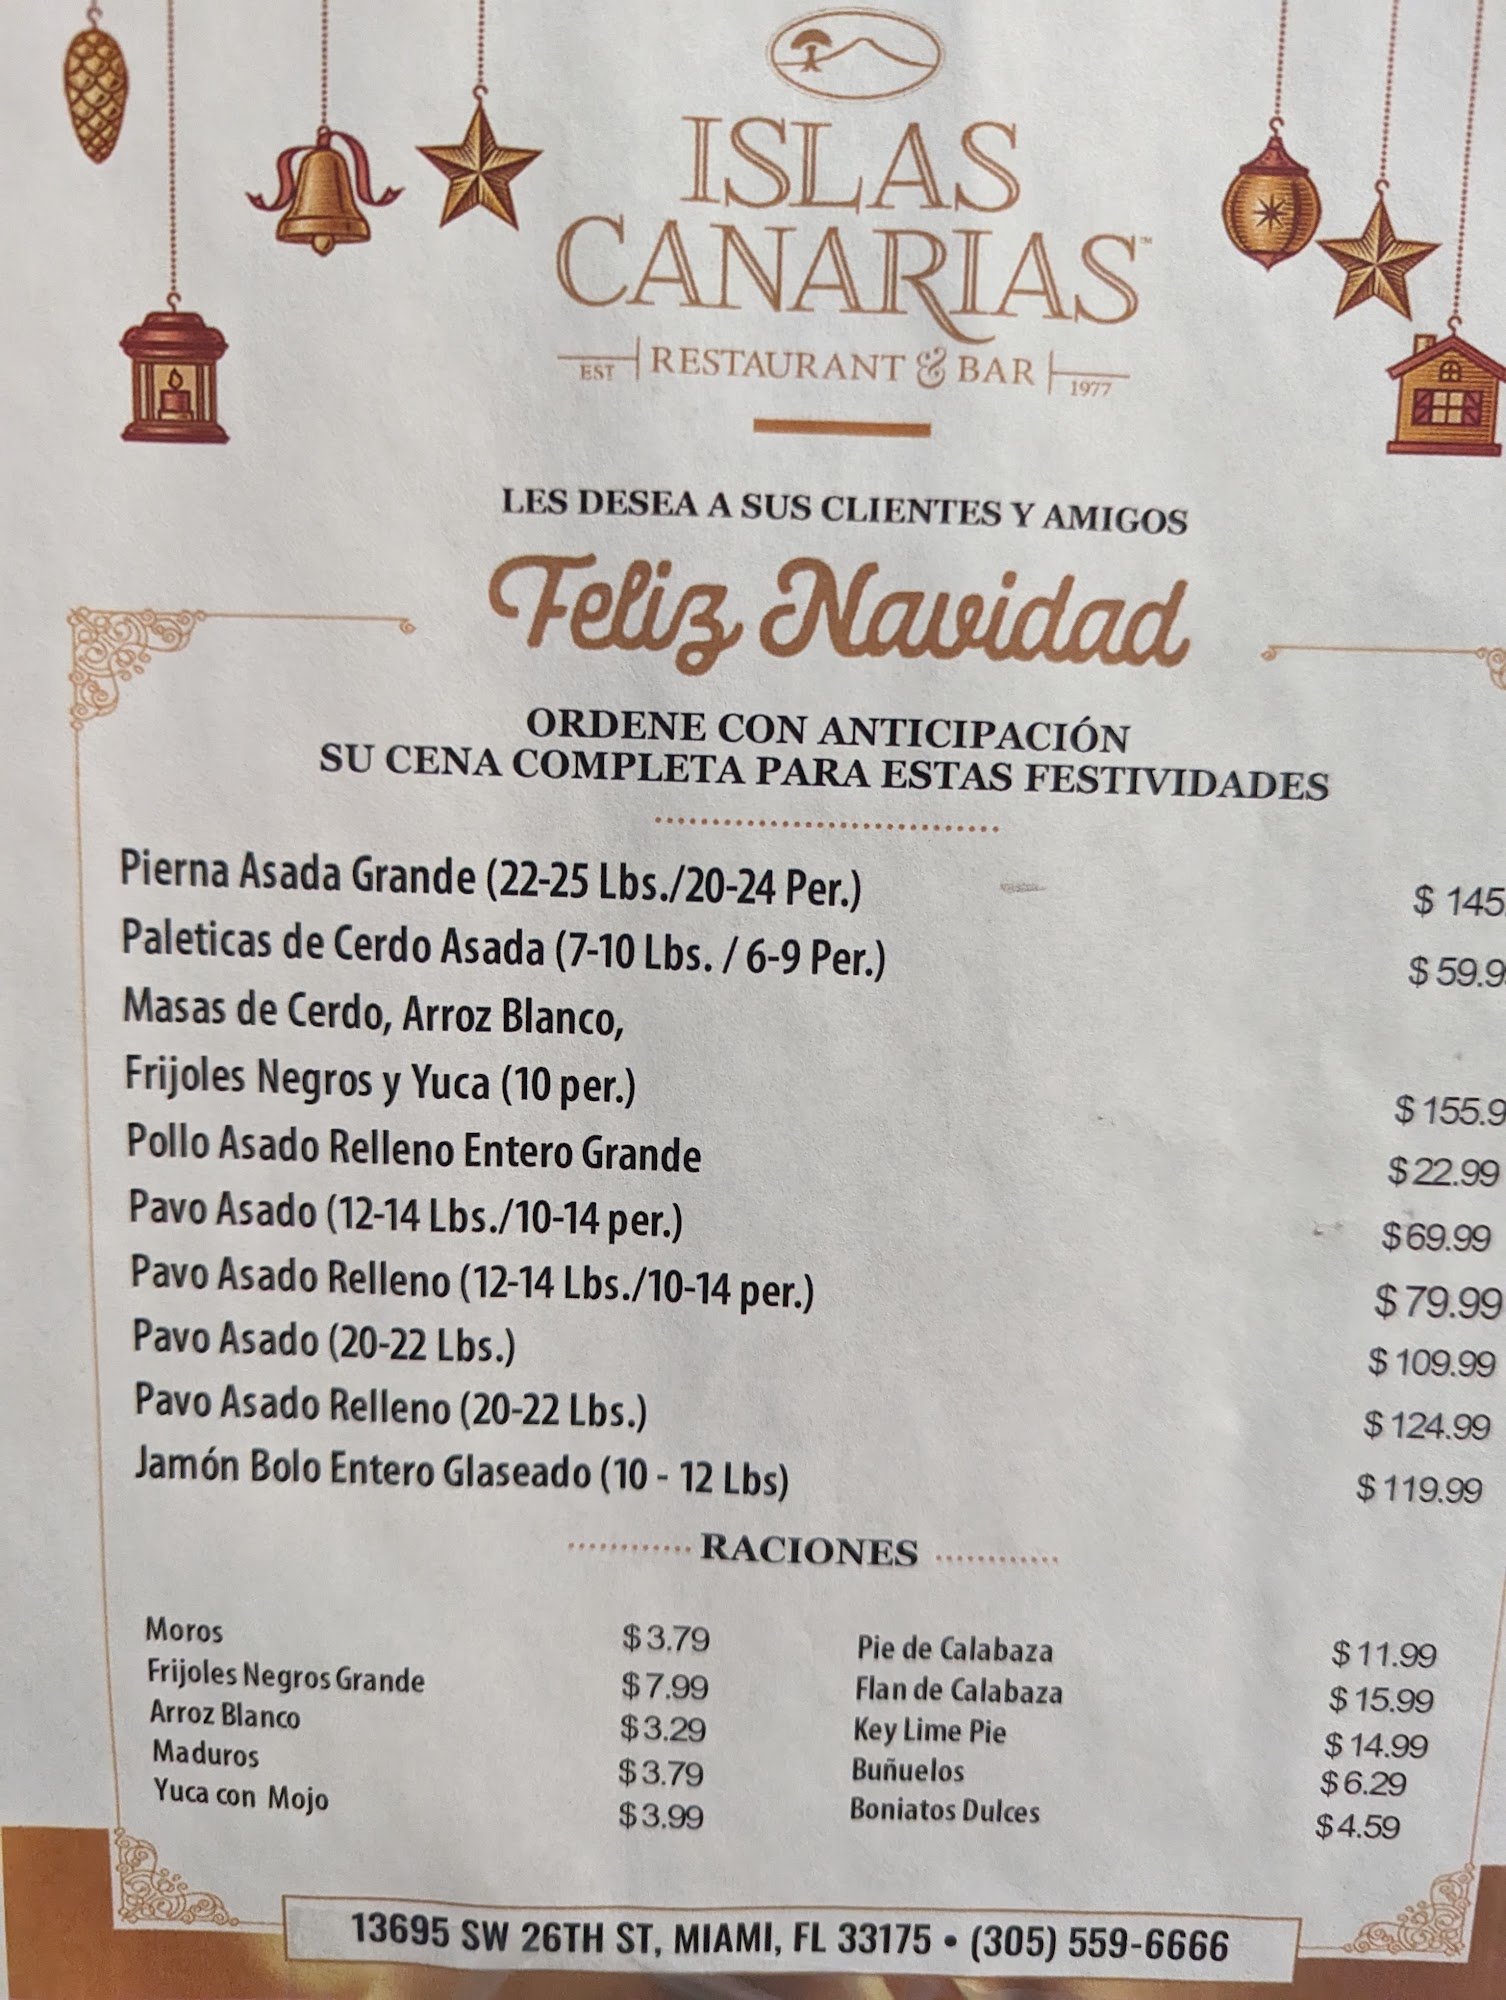 ISLAS
CANARIAS™
EST RESTAURANT & BAR 1977
LES DESEA A SUS CLIENTES Y AMIGOS
Feliz Navidad
ORDENE CON ANTICIPACIÓN
SU CENA COMPLETA PARA ESTAS FESTIVIDADES
Pierna Asada Grande (22-25 Lbs./20-24 Per.) $ 145.
Paleticas de Cerdo Asada (7-10 Lbs. / 6-9 Per.) $ 59.9
Masas de Cerdo, Arroz Blanco,
Frijoles Negros y Yuca (10 per.) $ 155.9
Pollo Asado Relleno Entero Grande $ 22.99
Pavo Asado (12-14 Lbs./10-14 per.) $ 69.99
Pavo Asado Relleno (12-14 Lbs./10-14 per.) $ 79.99
Pavo Asado (20-22 Lbs.) $ 109.99
Pavo Asado Relleno (20-22 Lbs.) $ 124.99
Jamón Bolo Entero Glaseado (10 - 12 Lbs) $ 119.99
RACIONES
Moros $ 3.79
Frijoles Negros Grande $ 7.99
Arroz Blanco $ 3.29
Maduros $ 3.79
Yuca con Mojo $ 3.99
Pie de Calabaza $ 11.99
Flan de Calabaza $ 15.99
Key Lime Pie $ 14.99
Buñuelos $ 6.29
Boniatos Dulces $ 4.59
13695 SW 26TH ST, MIAMI, FL 33175 • (305) 559-6666